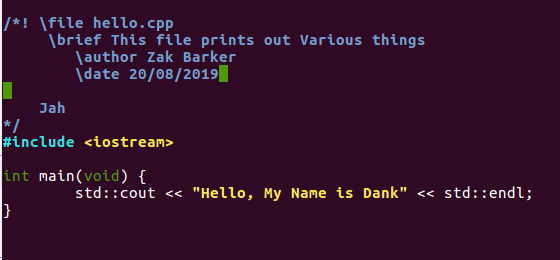 /*! \file hello.cpp
\brief This file prints out Various things
\author Zak Barker
\date 20/08/2019
Jah
*/
#include <iostream>
int main(void) {
std::cout << "Hello, My Name is Dank" << std::endl;
}